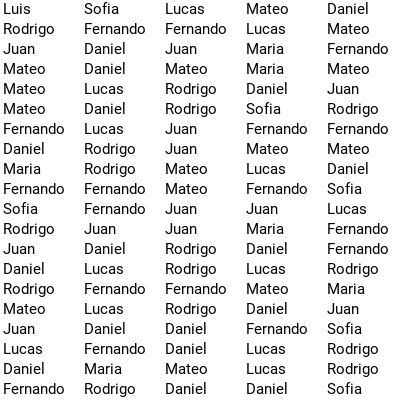 Luis Sofia Lucas Mateo Daniel
Rodrigo Fernando Fernando Lucas Mateo
Juan Daniel Juan Maria Fernando
Mateo Daniel Mateo Maria Mateo
Mateo Lucas Rodrigo Daniel Juan
Mateo Daniel Rodrigo Sofia Rodrigo
Fernando Lucas Juan Fernando Fernando
Daniel Rodrigo Juan Mateo Mateo
Maria Rodrigo Mateo Lucas Daniel
Fernando Fernando Mateo Fernando Sofia
Sofia Fernando Juan Juan Lucas
Rodrigo Juan Juan Maria Fernando
Juan Daniel Rodrigo Daniel Fernando
Daniel Lucas Rodrigo Lucas Rodrigo
Rodrigo Fernando Fernando Mateo Maria
Mateo Lucas Rodrigo Daniel Juan
Juan Daniel Daniel Fernando Sofia
Lucas Fernando Daniel Lucas Rodrigo
Daniel Maria Mateo Lucas Rodrigo
Fernando Rodrigo Daniel Daniel Sofia